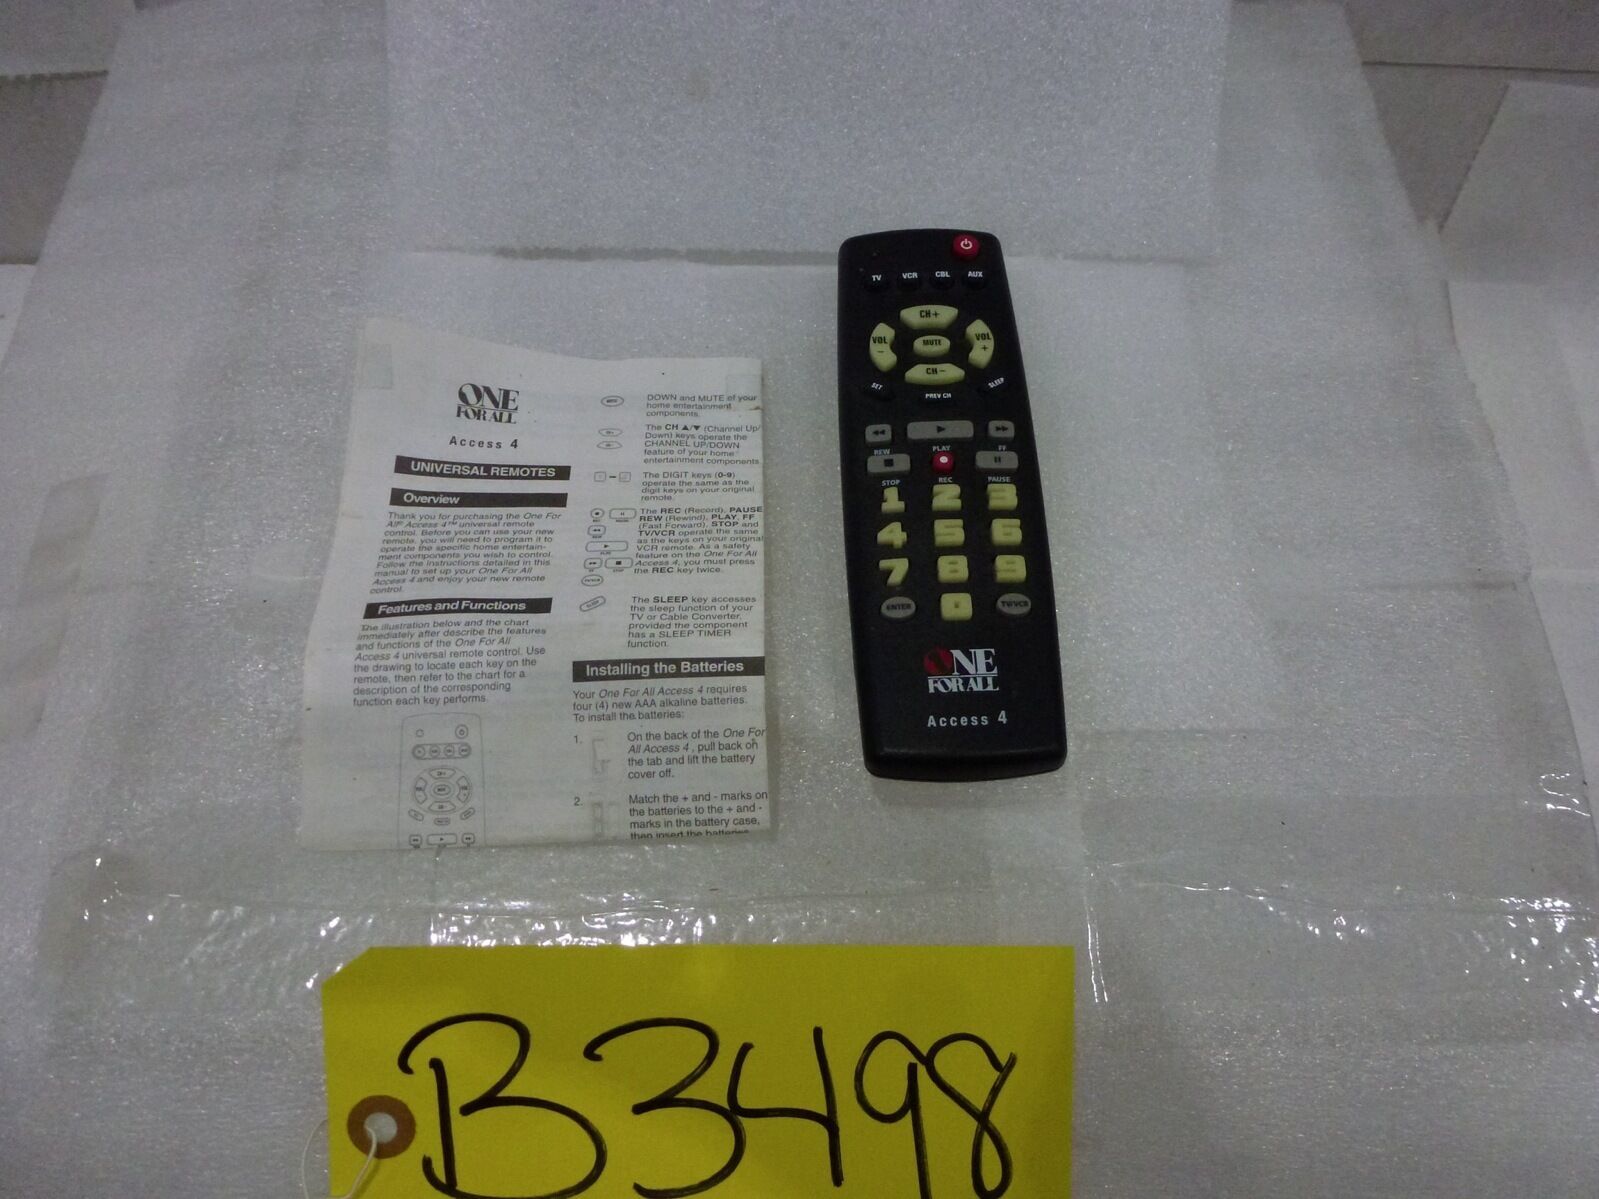 ONE
FOR ALL
Access 4
UNIVERSAL REMOTES
Overview
Thank you for purchasing the One For
All® Access 4™ universal remote
control. Before you can use your new
remote, you will need to program it to
operate the specific home entertain-
ment components you wish to control.
Follow the instructions detailed in this
manual to set up your One For All
Access 4 and enjoy your new remote
control.
Features and Functions
The illustration below and the chart
immediately after describe the features
and functions of the One For All
Access 4 universal remote control. Use
the drawing to locate each key on the
remote, then refer to the chart for a
description of the corresponding
function each key performs.
DOWN and MUTE of your
home entertainment
components.
The CH ▲/▼ (Channel Up/
Down) keys operate the
CHANNEL UP/DOWN
feature of your home
entertainment components
The DIGIT keys (0-9)
operate the same as the
digit keys on your original
remote.
The REC (Record), PAUSE
REW (Rewind), PLAY, FF
(Fast Forward), STOP and
TV/VCR operate the same
as the keys on your original
VCR remote. As a safety
feature on the One For All
Access 4, you must press
the REC key twice.
The SLEEP key accesses
the sleep function of your
TV or Cable Converter,
provided the component
has a SLEEP TIMER
function.
Installing the Batteries
Your One For All Access 4 requires
four (4) new AAA alkaline batteries.
To install the batteries:
1.
On the back of the One For
All Access 4, pull back on
the tab and lift the battery
cover off.
2.
Match the + and - marks on
the batteries to the + and -
marks in the battery case,
then insert the batteries
TV VCR CBL AUX
CH+
VOL - MUTE VOL +
CH-
SET PREV CH SLEEP
REW PLAY FF
STOP REC PAUSE
1 2 3
4 5 6
7 8 9
ENTER TV/VCR
ONE
FOR ALL
Access 4
B3498